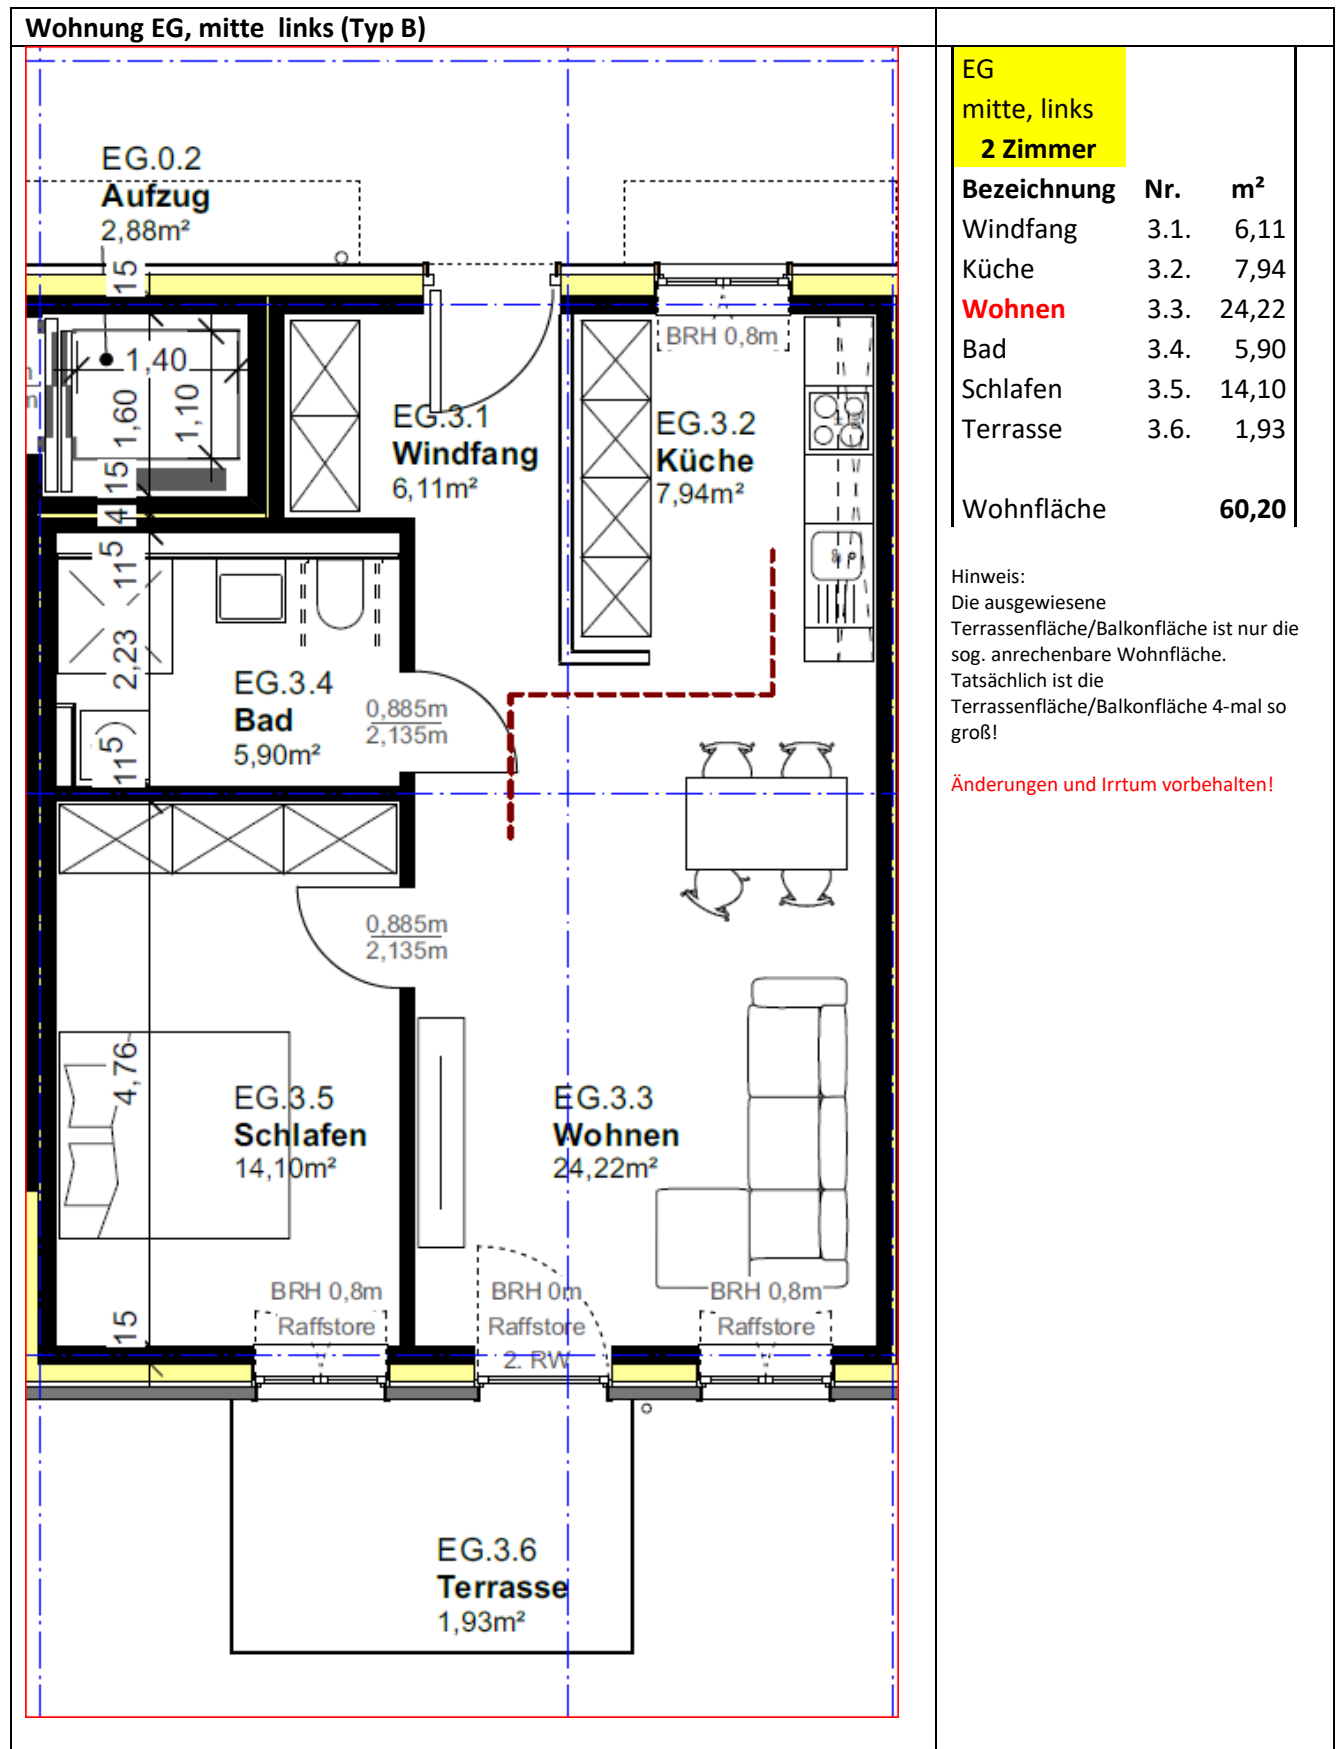 Wohnung EG, mitte  links (Typ B)
EG.0.2
Aufzug
2,88m²
15
1,40
1,60
1,10
15
4
11⁵
2,23
11⁵
4,76
15
BRH 0,8m
EG.3.1
Windfang
6,11m²
EG.3.2
Küche
7,94m²
EG.3.4
Bad
5,90m²
0,885m
2,135m
0,885m
2,135m
EG.3.5
Schlafen
14,10m²
EG.3.3
Wohnen
24,22m²
BRH 0,8m
Raffstore
BRH 0m
Raffstore
2. RW
BRH 0,8m
Raffstore
EG.3.6
Terrasse
1,93m²
EG
mitte, links
2 Zimmer
Bezeichnung Nr. m²
Windfang 3.1. 6,11
Küche 3.2. 7,94
Wohnen 3.3. 24,22
Bad 3.4. 5,90
Schlafen 3.5. 14,10
Terrasse 3.6. 1,93
Wohnfläche 60,20
Hinweis:
Die ausgewiesene
Terrassenfläche/Balkonfläche ist nur die
sog. anrechenbare Wohnfläche.
Tatsächlich ist die
Terrassenfläche/Balkonfläche 4-mal so
groß!
Änderungen und Irrtum vorbehalten!